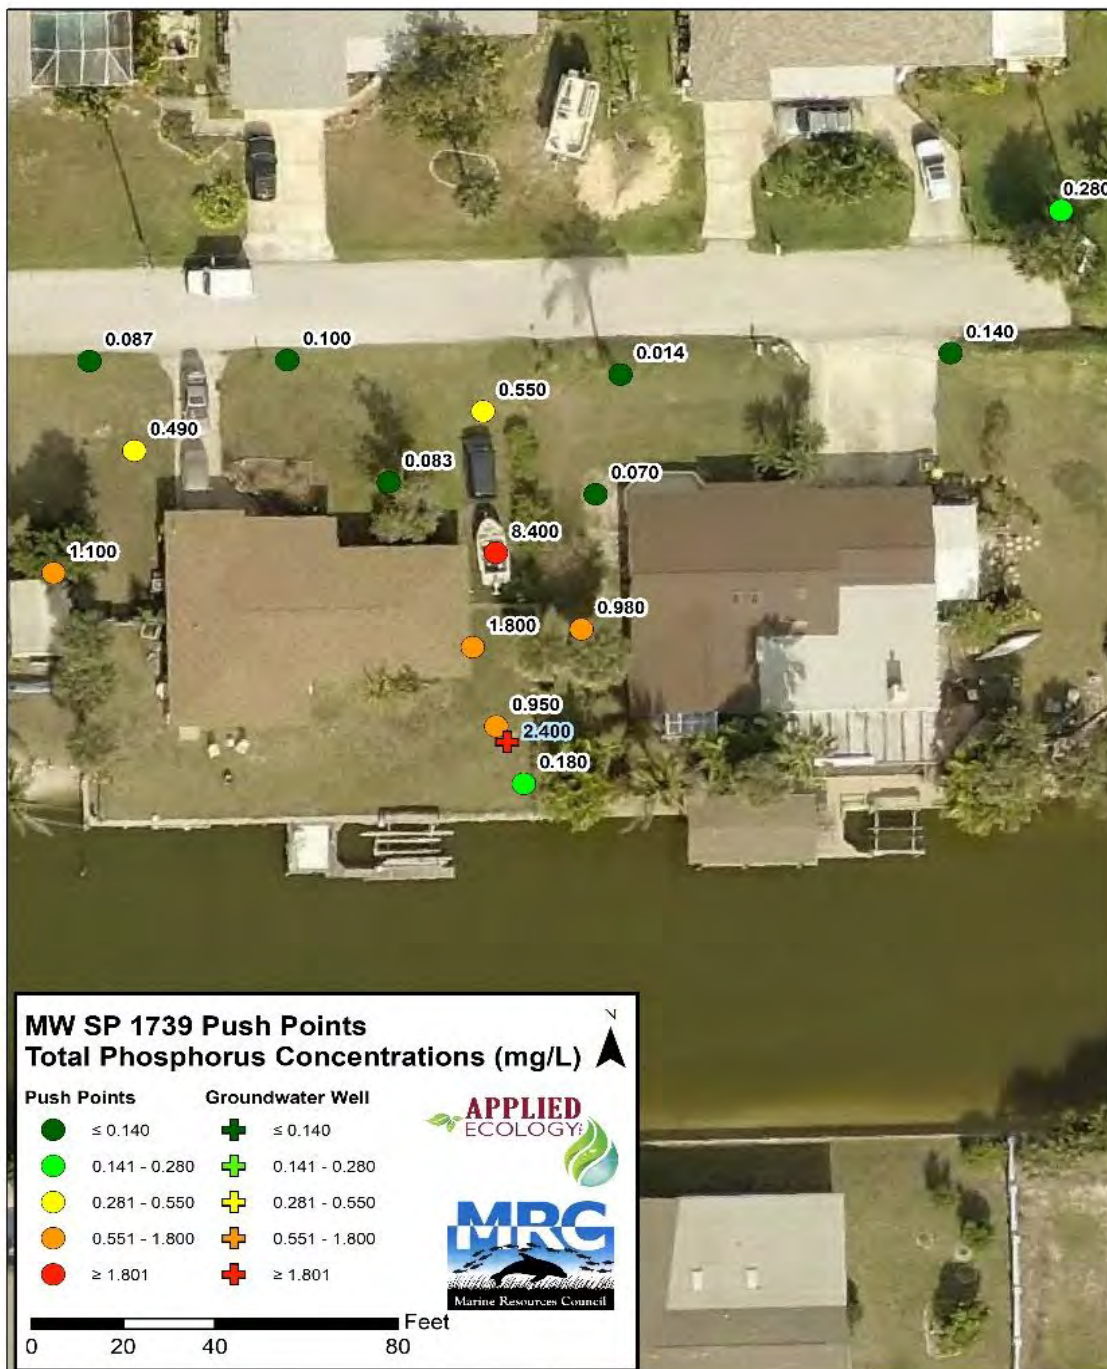 0.280
0.087
0.100
0.014
0.140
0.550
0.490
0.083
0.070
8.400
1.100
0.980
1.800
0.950
2.400
0.180
MW SP 1739 Push Points
Total Phosphorus Concentrations (mg/L)
N
Push Points Groundwater Well
≤ 0.140 ≤ 0.140
0.141 - 0.280 0.141 - 0.280
0.281 - 0.550 0.281 - 0.550
0.551 - 1.800 0.551 - 1.800
≥ 1.801 ≥ 1.801
APPLIED
ECOLOGY
MRC
Marine Resources Council
Feet
0 20 40 80